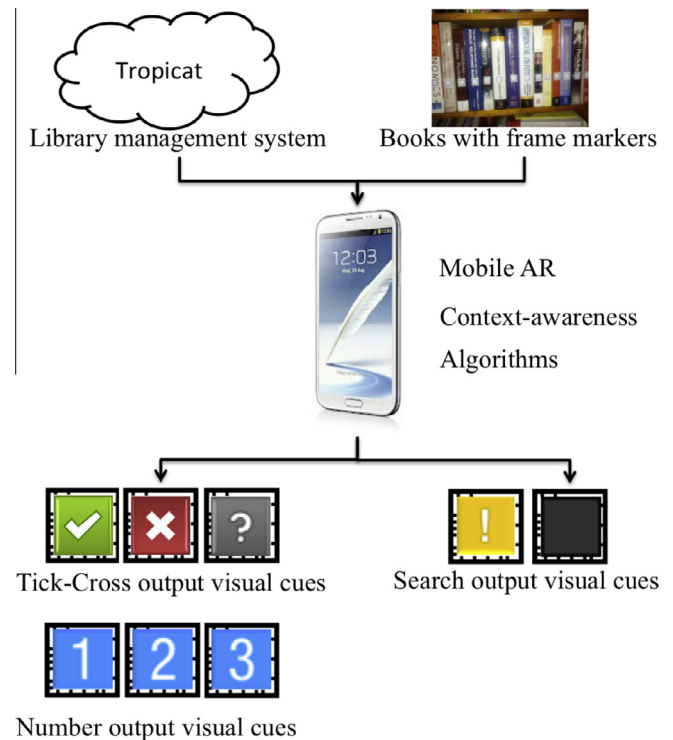 Tropicat
Library management system
Books with frame markers
12:03
Mobile AR
Context-awareness
Algorithms
?
!
Tick-Cross output visual cues
Search output visual cues
1 2 3
Number output visual cues